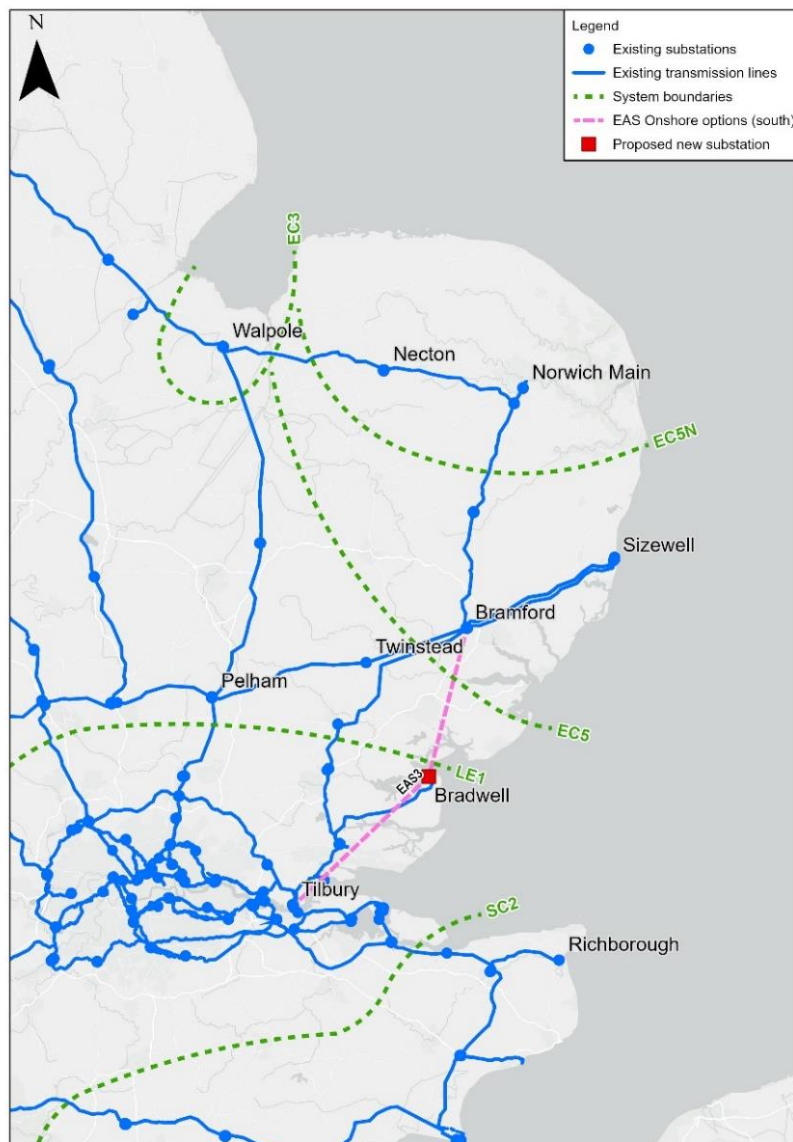 N
Legend
Existing substations
Existing transmission lines
System boundaries
EAS Onshore options (south)
Proposed new substation
EC3
Walpole
Necton
Norwich Main
EC5N
Sizewell
Bramford
Twinstead
Pelham
EC5
LE1
EAS3
Bradwell
Tilbury
SC2
Richborough